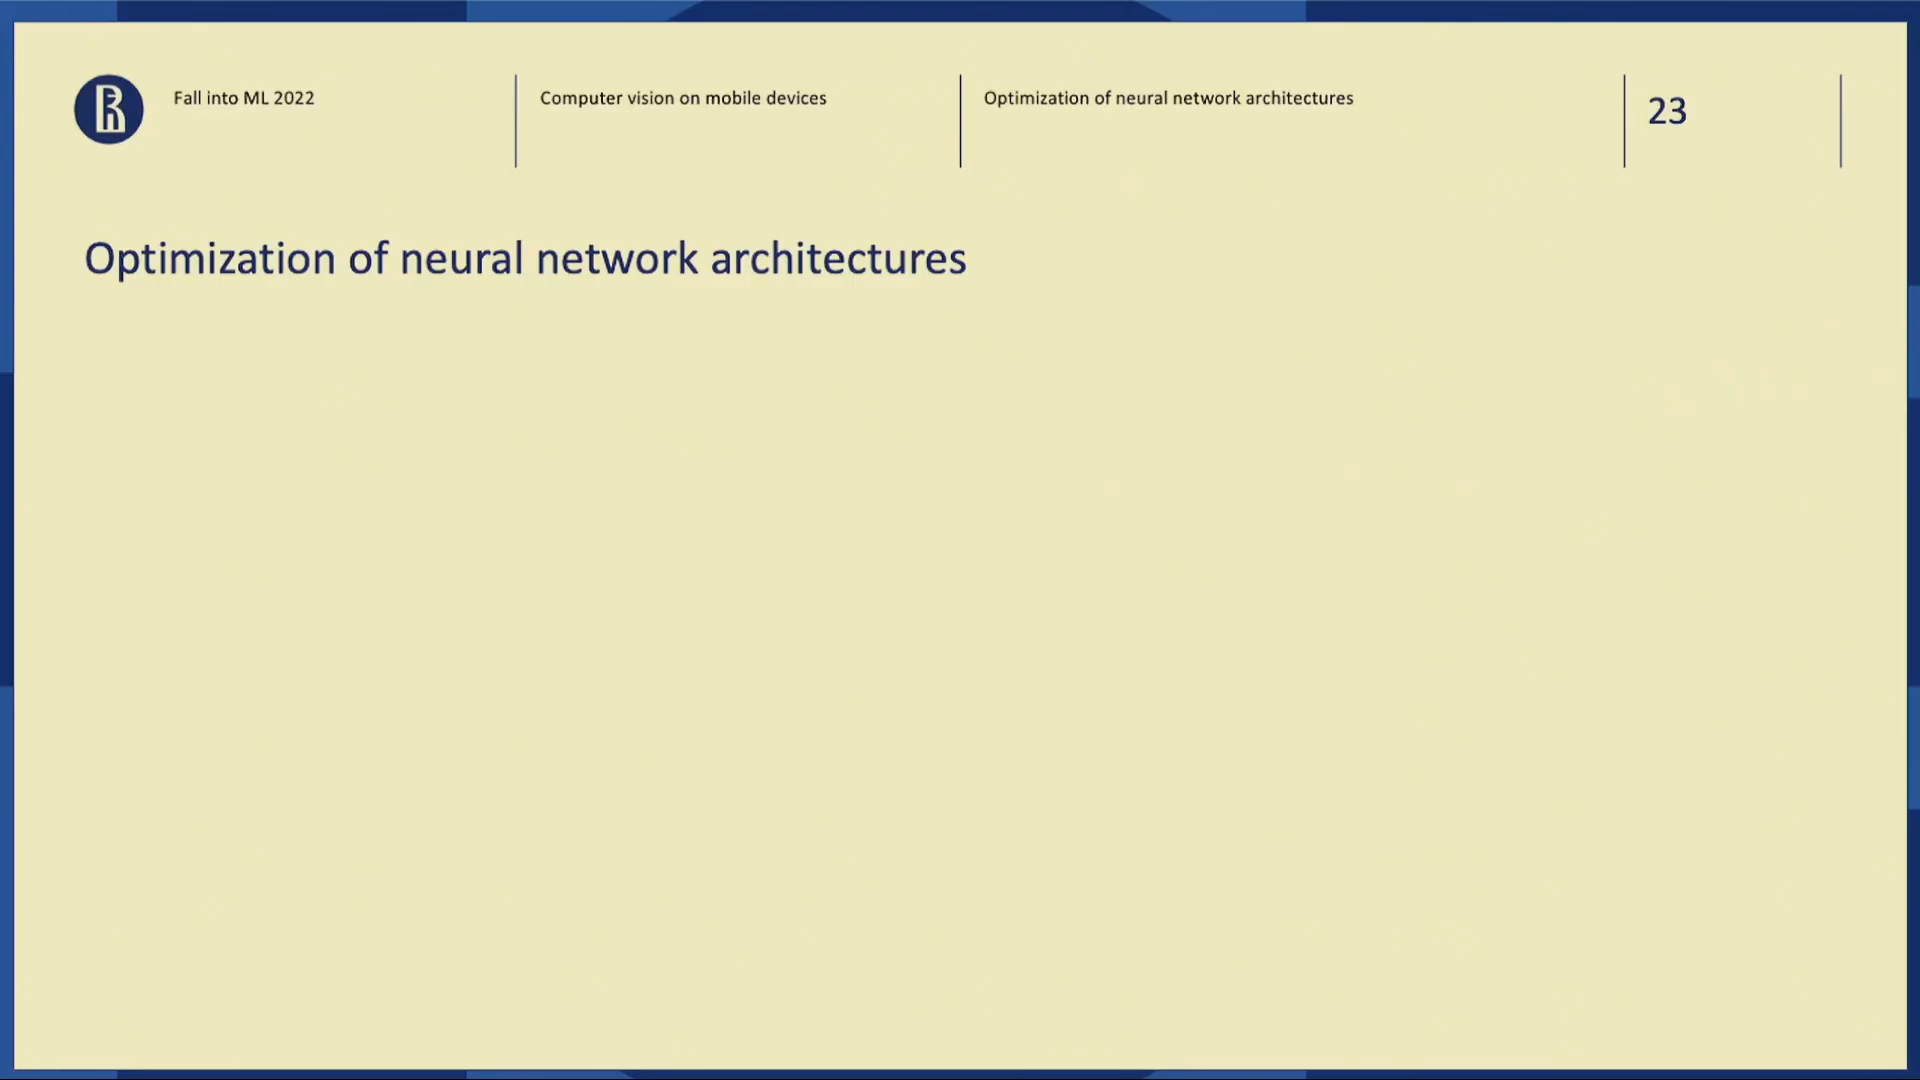 Fall into ML 2022
Computer vision on mobile devices
Optimization of neural network architectures
23
Optimization of neural network architectures